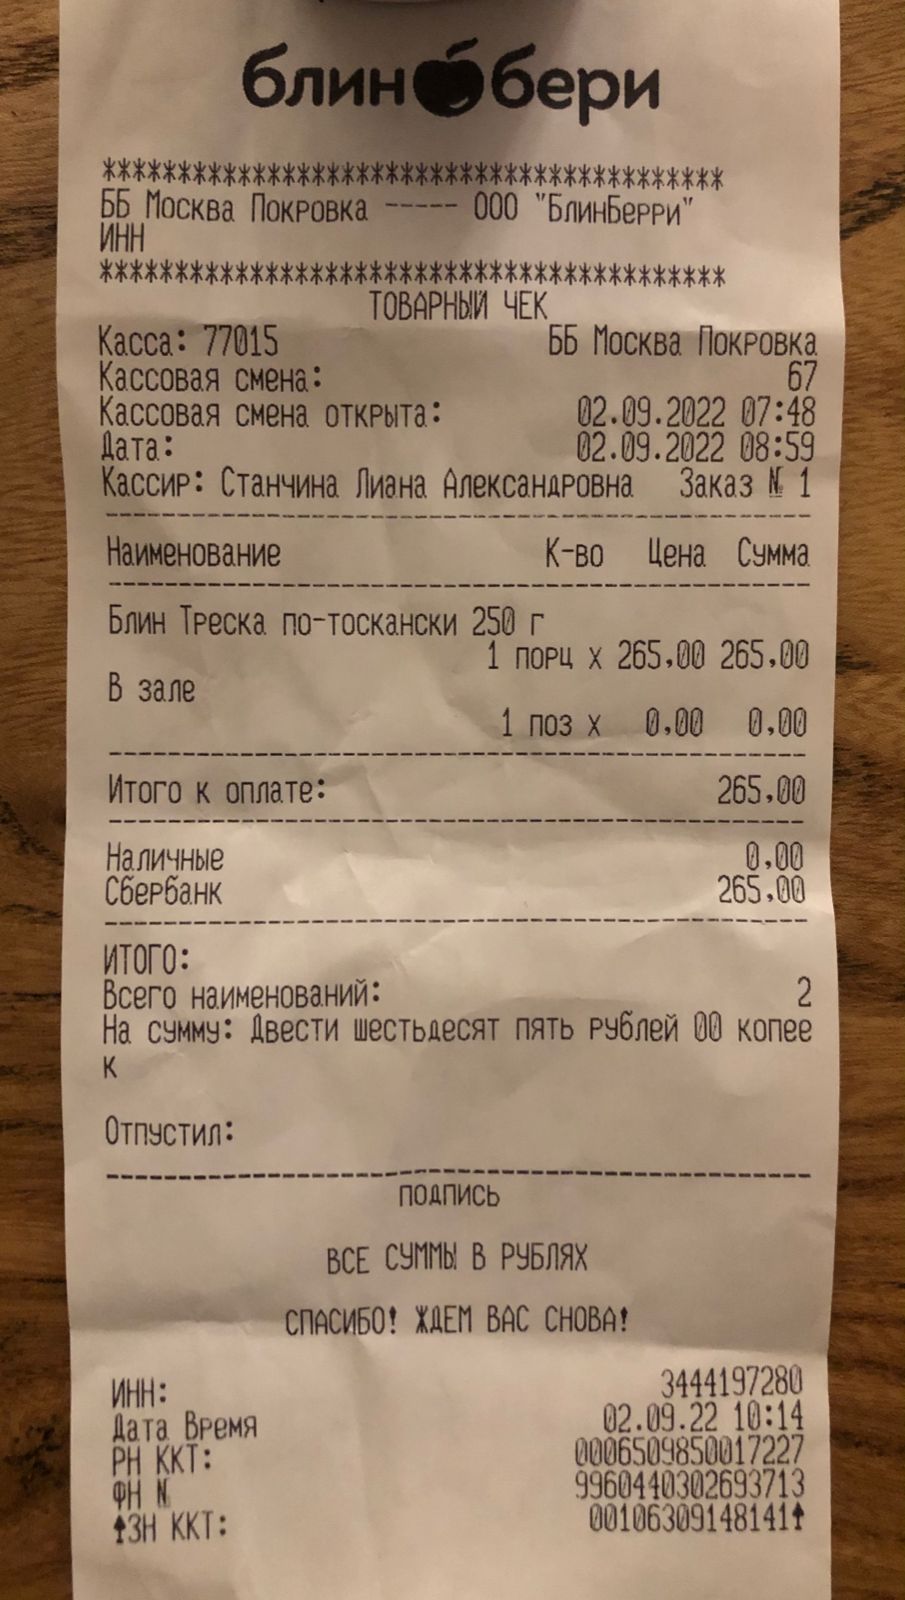 блинбери
*****************************************
ББ Москва Покровка ----- ООО "БлинБерри"
ИНН
*****************************************
ТОВАРНЫЙ ЧЕК
Касса: 77015 ББ Москва Покровка
Кассовая смена: 67
Кассовая смена открыта: 02.09.2022 07:48
Дата: 02.09.2022 08:59
Кассир: Станчина Лиана Александровна Заказ № 1
Наименование К-во Цена Сумма
Блин Треска по-тоскански 250 г
1 порц х 265,00 265,00
В зале
1 поз х 0,00 0,00
Итого к оплате: 265,00
Наличные 0,00
Сбербанк 265,00
ИТОГО:
Всего наименований: 2
На сумму: Двести шестьдесят пять рублей 00 копее
к
Отпустил:
подпись
ВСЕ СУММЫ В РУБЛЯХ
СПАСИБО! ЖДЕМ ВАС СНОВА!
ИНН: 3444197280
Дата Время 02.09.22 10:14
РН ККТ: 0006509850017227
ФН № 9960440302693713
↑ЗН ККТ: 00106309148141↑